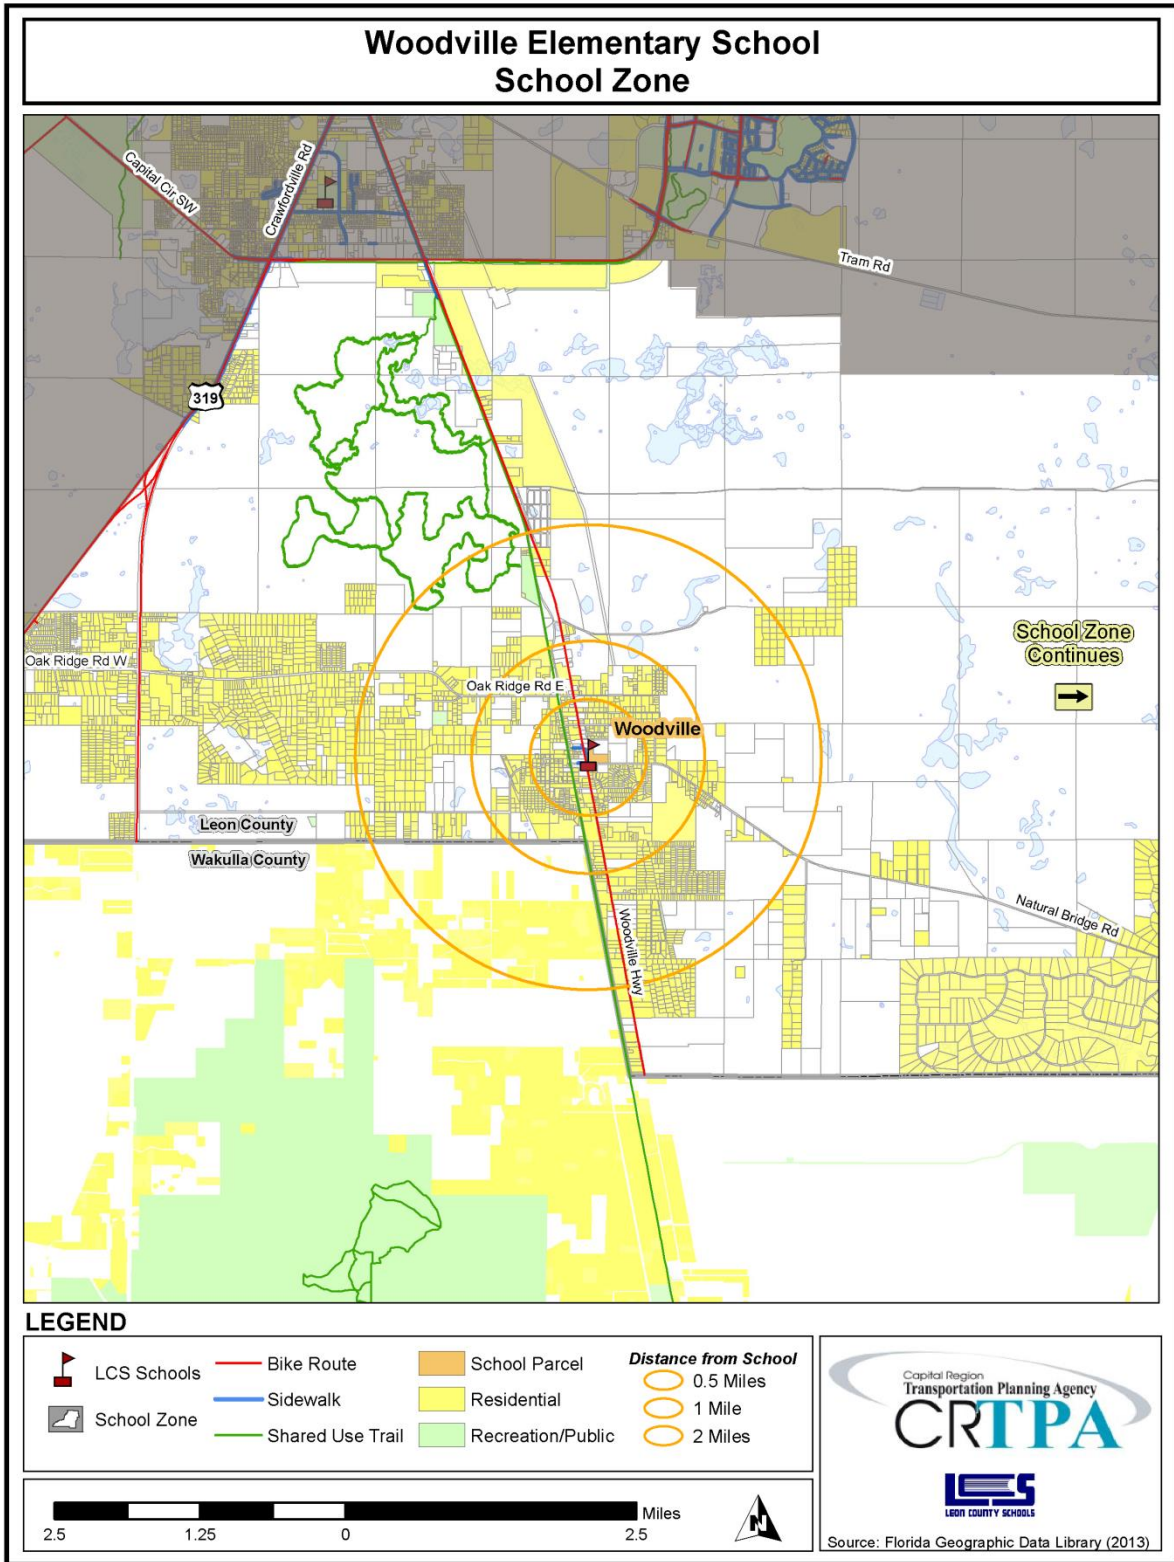 Woodville Elementary School
School Zone
Capital Cir SW
Crawfordville Rd
Tram Rd
319
Oak Ridge Rd W
Oak Ridge Rd E
School Zone
Continues
Woodville
Leon County
Wakulla County
Woodville Hwy
Natural Bridge Rd
LEGEND
LCS Schools
School Zone
Bike Route
Sidewalk
Shared Use Trail
School Parcel
Residential
Recreation/Public
Distance from School
0.5 Miles
1 Mile
2 Miles
Miles
2.5 1.25 0 2.5
N
Capital Region
Transportation Planning Agency
CRTPA
LCS
LEON COUNTY SCHOOLS
Source: Florida Geographic Data Library (2013)